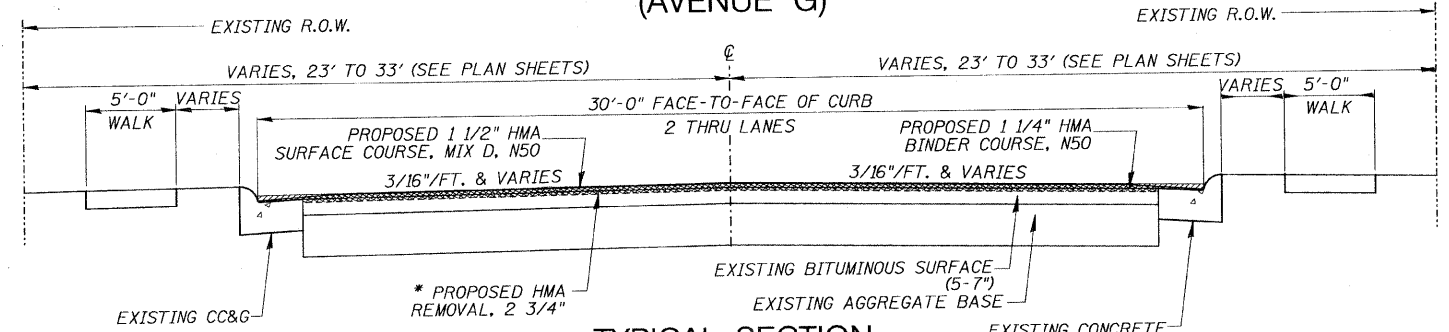 (AVENUE G)
EXISTING R.O.W.
EXISTING R.O.W.
℄
VARIES, 23' TO 33' (SEE PLAN SHEETS)
VARIES, 23' TO 33' (SEE PLAN SHEETS)
5'-0"
WALK
VARIES
30'-0" FACE-TO-FACE OF CURB
VARIES
5'-0"
WALK
2 THRU LANES
PROPOSED 1 1/2" HMA
SURFACE COURSE, MIX D, N50
PROPOSED 1 1/4" HMA
BINDER COURSE, N50
3/16"/FT. & VARIES
3/16"/FT. & VARIES
EXISTING CC&G
* PROPOSED HMA
REMOVAL, 2 3/4"
EXISTING BITUMINOUS SURFACE
(5-7")
EXISTING AGGREGATE BASE
EXISTING CONCRETE
TYPICAL SECTION